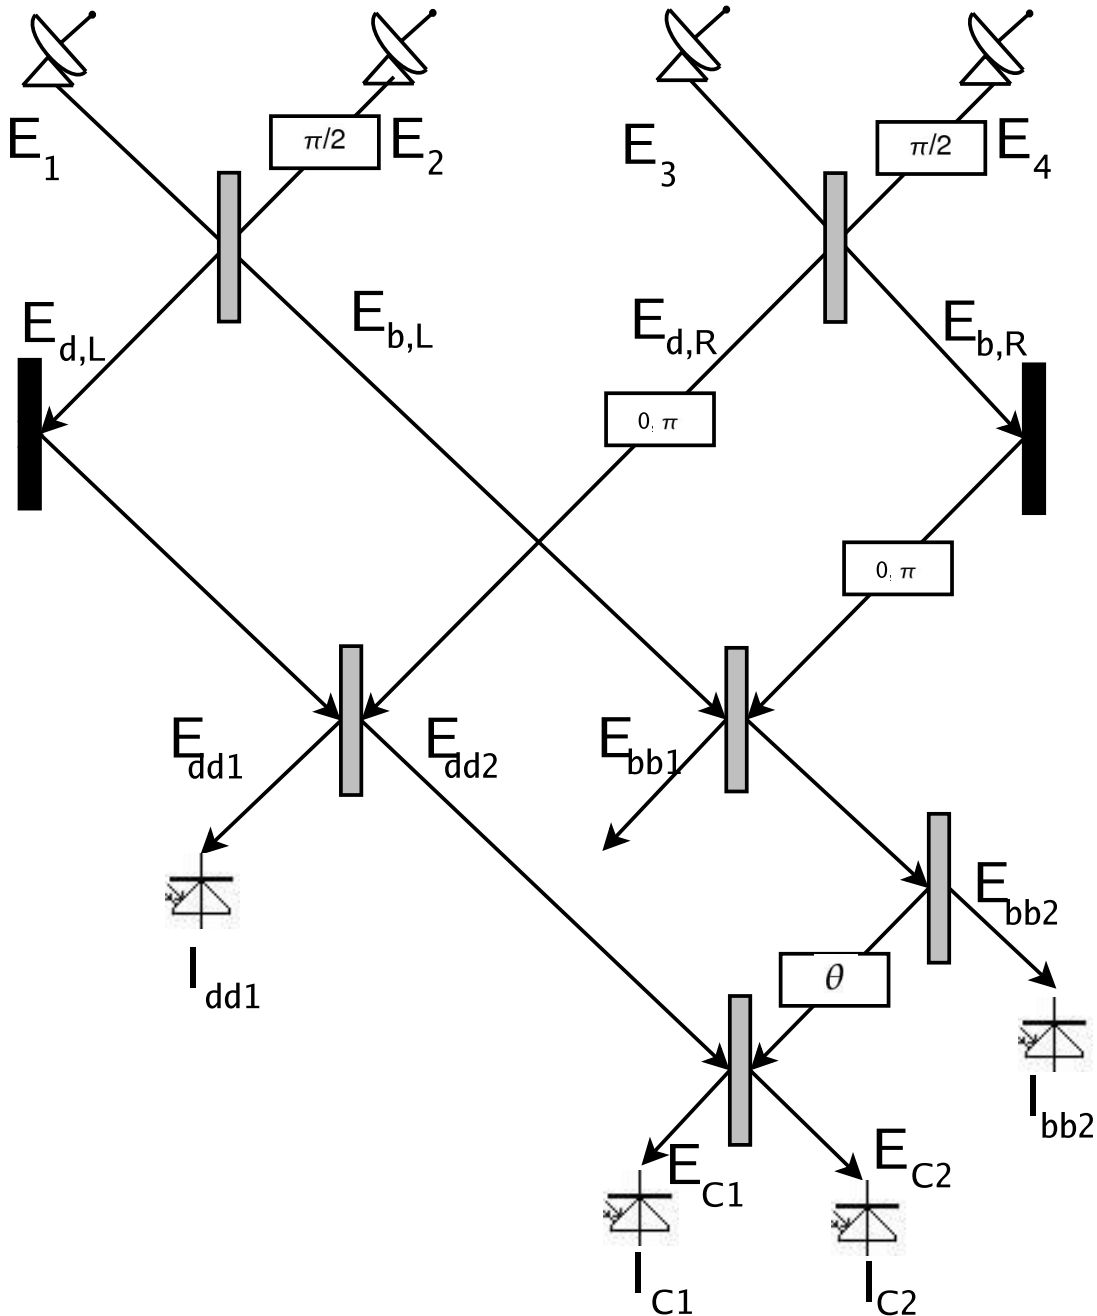 π/2
E2
π/2
E4
E1
E3
Ed,L
Eb,L
Ed,R
Eb,R
0, π
0, π
Edd1
Edd2
Ebb1
Ebb2
θ
Idd1
Ibb2
EC1
EC2
IC1
IC2